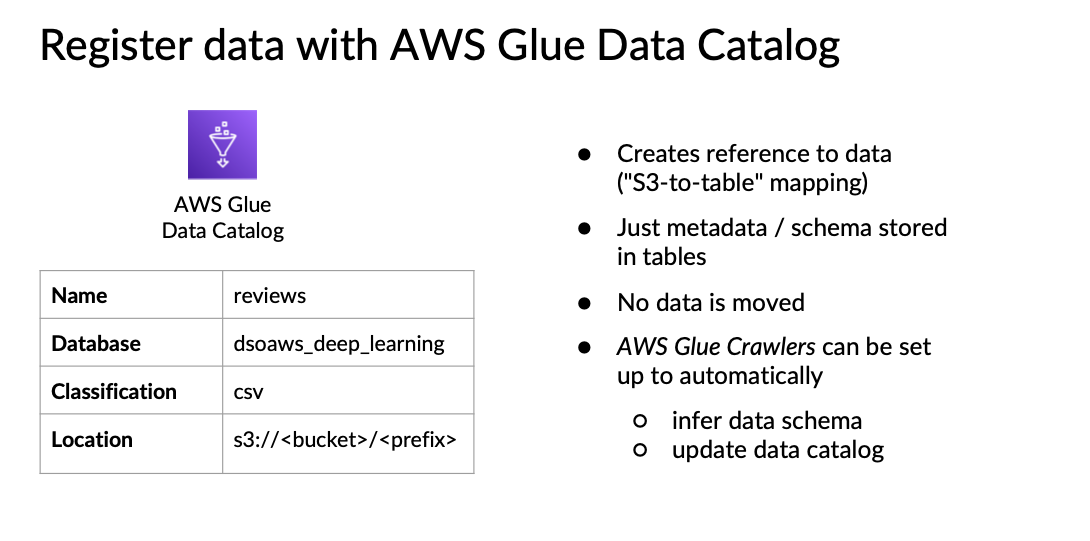 Register data with AWS Glue Data Catalog
AWS Glue
Data Catalog
Name reviews
Database dsoaws_deep_learning
Classification csv
Location s3://<bucket>/<prefix>
● Creates reference to data
("S3-to-table" mapping)
● Just metadata / schema stored
in tables
● No data is moved
● AWS Glue Crawlers can be set
up to automatically
○ infer data schema
○ update data catalog